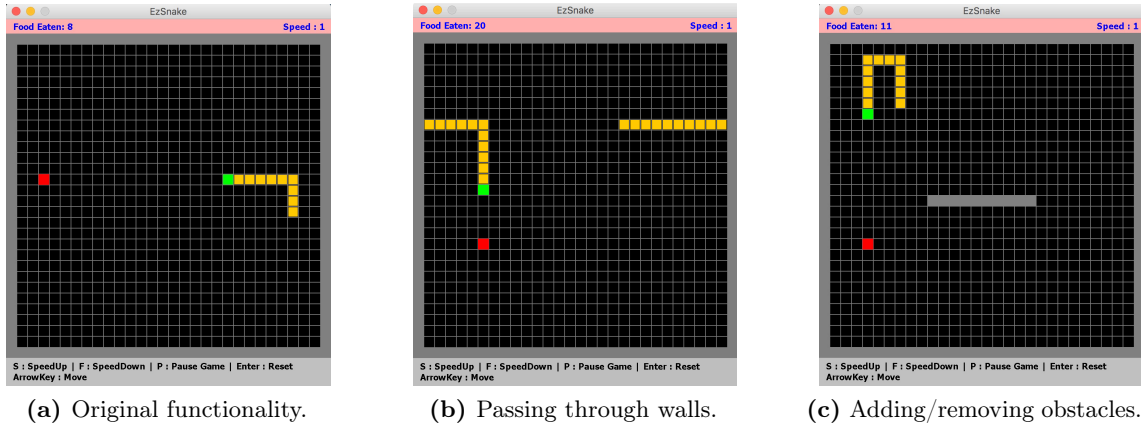 EzSnake
Food Eaten: 8 Speed : 1
S : SpeedUp | F : SpeedDown | P : Pause Game | Enter : Reset
ArrowKey : Move
(a) Original functionality.
EzSnake
Food Eaten: 20 Speed : 1
S : SpeedUp | F : SpeedDown | P : Pause Game | Enter : Reset
ArrowKey : Move
(b) Passing through walls.
EzSnake
Food Eaten: 11 Speed : 1
S : SpeedUp | F : SpeedDown | P : Pause Game | Enter : Reset
ArrowKey : Move
(c) Adding/removing obstacles.